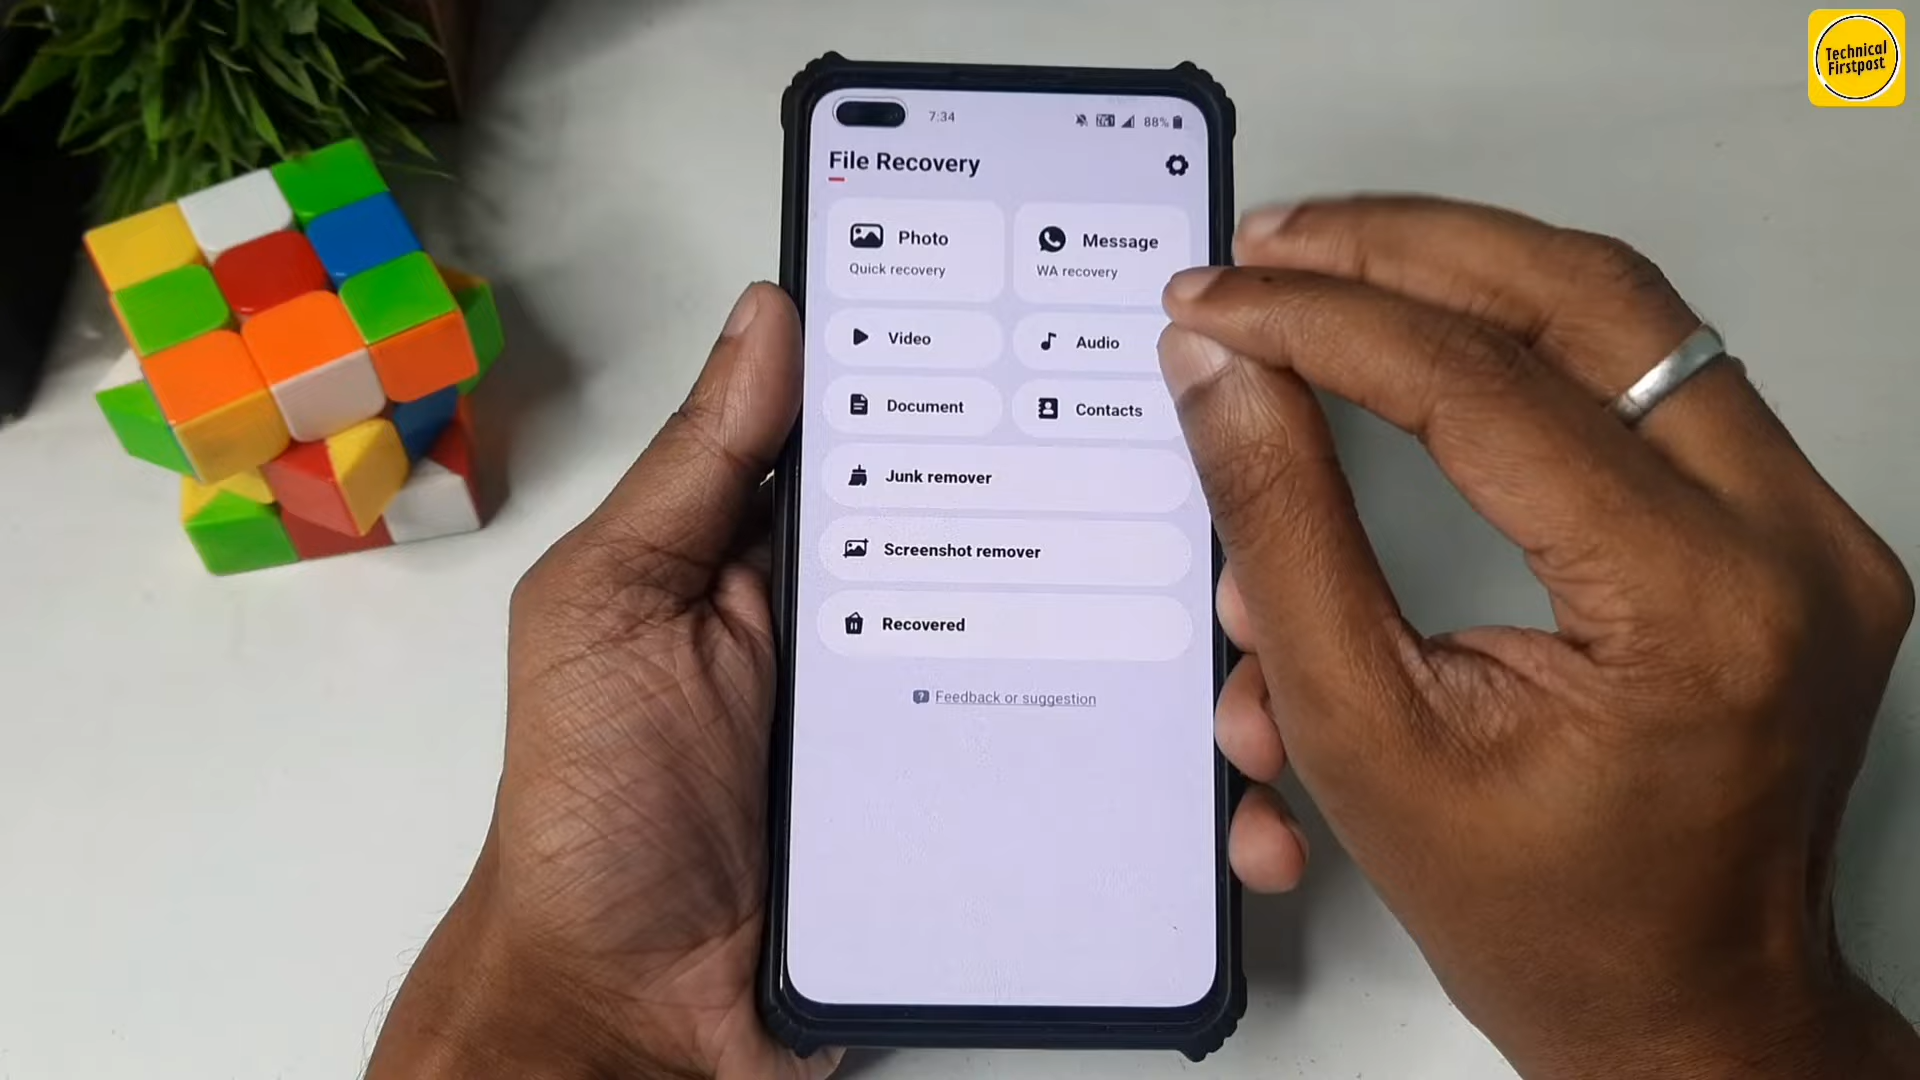 Technical
Firstpost
7:34
88%
File Recovery
Photo
Quick recovery
Message
WA recovery
Video
Audio
Document
Contacts
Junk remover
Screenshot remover
Recovered
Feedback or suggestion